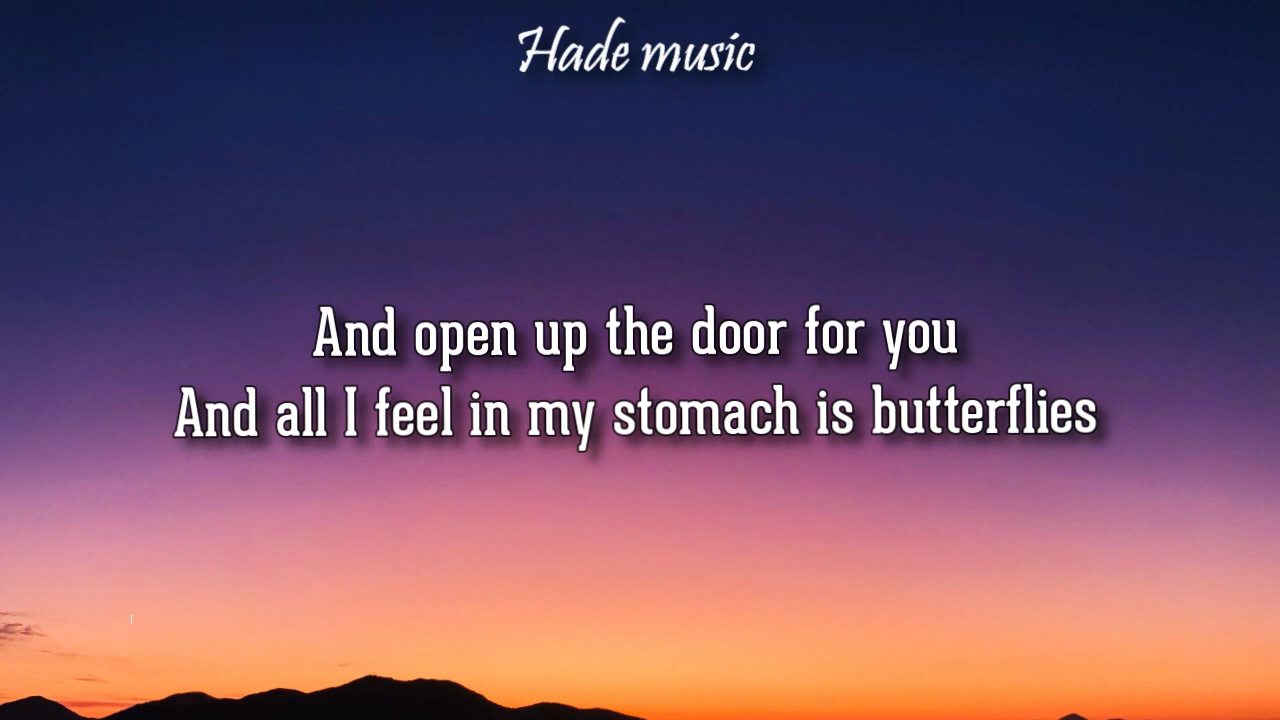 Hade music
And open up the door for you
And all I feel in my stomach is butterflies